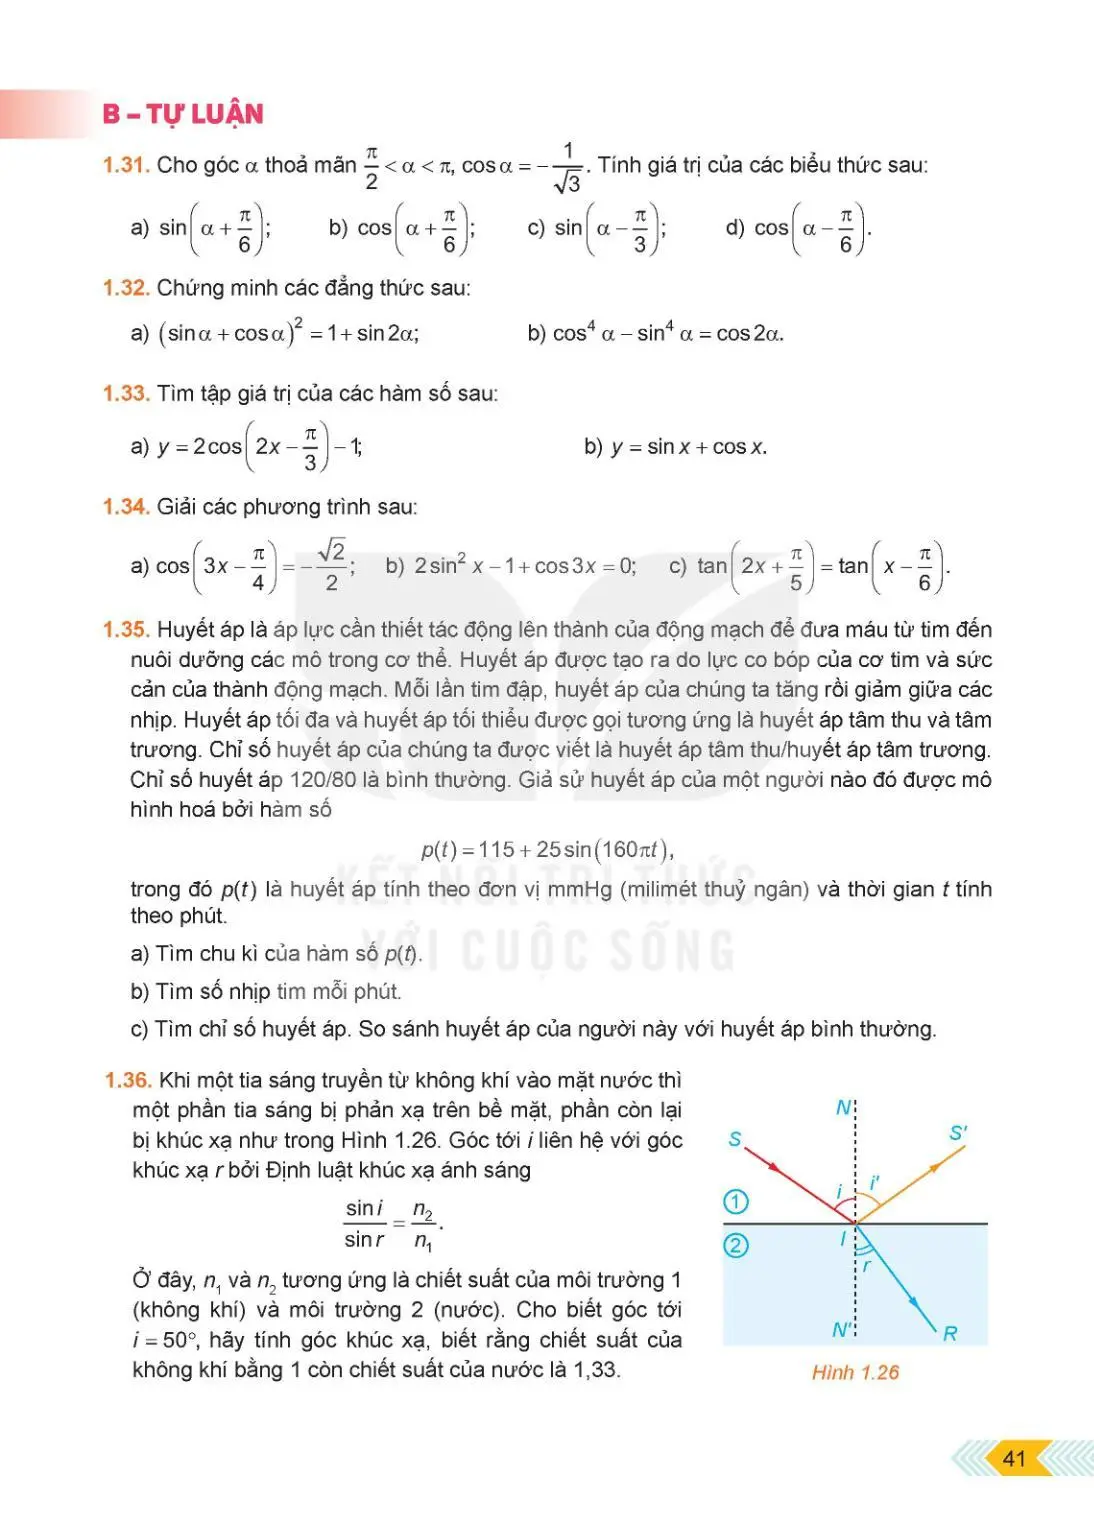 B – TỰ LUẬN
1.31. Cho góc α thoả mãn π/2 < α < π, cos α = −1/√3. Tính giá trị của các biểu thức sau:
a) sin(α + π/6); b) cos(α + π/6); c) sin(α − π/3); d) cos(α − π/6).
1.32. Chứng minh các đẳng thức sau:
a) (sin α + cos α)² = 1 + sin 2α; b) cos⁴ α − sin⁴ α = cos 2α.
1.33. Tìm tập giá trị của các hàm số sau:
a) y = 2cos(2x − π/3) − 1; b) y = sin x + cos x.
1.34. Giải các phương trình sau:
a) cos(3x − π/4) = −√2/2; b) 2sin² x − 1 + cos 3x = 0; c) tan(2x + π/5) = tan(x − π/6).
1.35. Huyết áp là áp lực cần thiết tác động lên thành của động mạch để đưa máu từ tim đến
nuôi dưỡng các mô trong cơ thể. Huyết áp được tạo ra do lực co bóp của cơ tim và sức
cản của thành động mạch. Mỗi lần tim đập, huyết áp của chúng ta tăng rồi giảm giữa các
nhịp. Huyết áp tối đa và huyết áp tối thiểu được gọi tương ứng là huyết áp tâm thu và tâm
trương. Chỉ số huyết áp của chúng ta được viết là huyết áp tâm thu/huyết áp tâm trương.
Chỉ số huyết áp 120/80 là bình thường. Giả sử huyết áp của một người nào đó được mô
hình hoá bởi hàm số
p(t) = 115 + 25 sin(160πt),
KẾT NỐI TRI THỨC
trong đó p(t) là huyết áp tính theo đơn vị mmHg (milimét thuỷ ngân) và thời gian t tính
theo phút.
VỚI CUỘC SỐNG
a) Tìm chu kì của hàm số p(t).
b) Tìm số nhịp tim mỗi phút.
c) Tìm chỉ số huyết áp. So sánh huyết áp của người này với huyết áp bình thường.
1.36. Khi một tia sáng truyền từ không khí vào mặt nước thì
một phần tia sáng bị phản xạ trên bề mặt, phần còn lại
bị khúc xạ như trong Hình 1.26. Góc tới i liên hệ với góc
khúc xạ r bởi Định luật khúc xạ ánh sáng
sin i / sin r = n₂ / n₁.
Ở đây, n₁ và n₂ tương ứng là chiết suất của môi trường 1
(không khí) và môi trường 2 (nước). Cho biết góc tới
i = 50°, hãy tính góc khúc xạ, biết rằng chiết suất của
không khí bằng 1 còn chiết suất của nước là 1,33.
N
S
S'
i
i'
①
②
I
r
N'
R
Hình 1.26
41